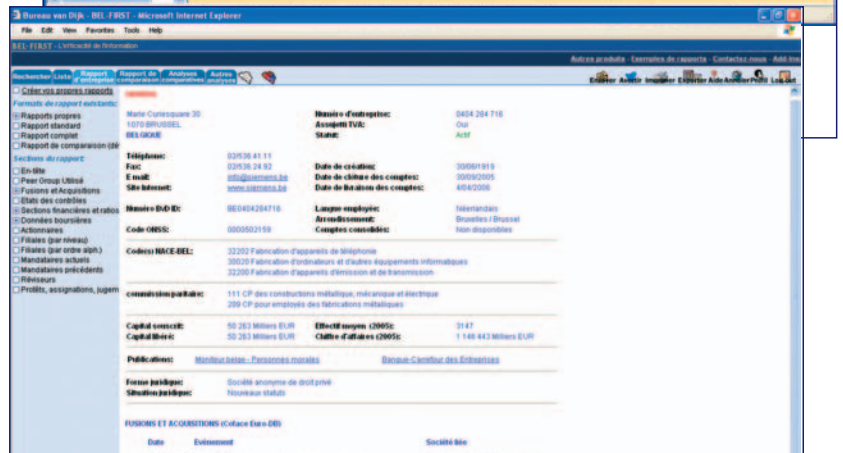 Bureau van Dijk - BEL-FIRST - Microsoft Internet Explorer
File Edit View Favorites Tools Help
BEL-FIRST - L'efficacité de l'information
Autres produits - Exemples de rapports - Contactez-nous - Add-Ins
Rechercher Liste Rapport d'entreprise Rapport de comparaison Analyses comparatives Autres analyses
Avertir Imprimer Exporter Aide Profil Log out
Créer vos propres rapports
Formats de rapport existants:
Rapports propres
Rapport standard
Rapport complet
Rapport de comparaison (dé
Sections du rapport:
En-tête
Peer Group Utilisé
Fusions et Acquisitions
Etats des contrôles
Sections financières et ratios
Données boursières
Actionnaires
Filiales (par niveau)
Filiales (par ordre alph.)
Mandataires actuels
Mandataires précédents
Réviseurs
Protêts, assignations, jugem
SIEMENS
Marie Curiesquare 30 Numéro d'entreprise: 0404 284 716
1070 BRUSSEL Assujetti TVA: Oui
BELGIQUE Statut: Actif
Téléphone: 02/536 41 11
Fax: 02/536 24 92 Date de création: 30/06/1919
E mail: info@siemens.be Date de clôture des comptes: 30/09/2005
Site Internet: www.siemens.be Date de livraison des comptes: 4/04/2006
Numéro BvD ID: BE0404284716 Langue employée: Néerlandais
Arrondissement: Bruxelles / Brussel
Code ONSS: 0000502159 Comptes consolidés: Non disponibles
Code(s) NACE-BEL: 32202 Fabrication d'appareils de téléphonie
30020 Fabrication d'ordinateurs et d'autres équipements informatiques
32200 Fabrication d'appareils d'émission et de transmission
commission paritaire: 111 CP des constructions métallique, mécanique et électrique
209 CP pour employés des fabrications métalliques
Capital souscrit: 50 263 Milliers EUR Effectif moyen (2005): 3147
Capital libéré: 50 263 Milliers EUR Chiffre d'affaires (2005): 1 146 443 Milliers EUR
Publications: Moniteur belge - Personnes morales Banque-Carrefour des Entreprises
Forme juridique: Société anonyme de droit privé
Situation juridique: Nouveaux statuts
FUSIONS ET ACQUISITIONS (Coface Euro DB)
Date Evénement Société liée